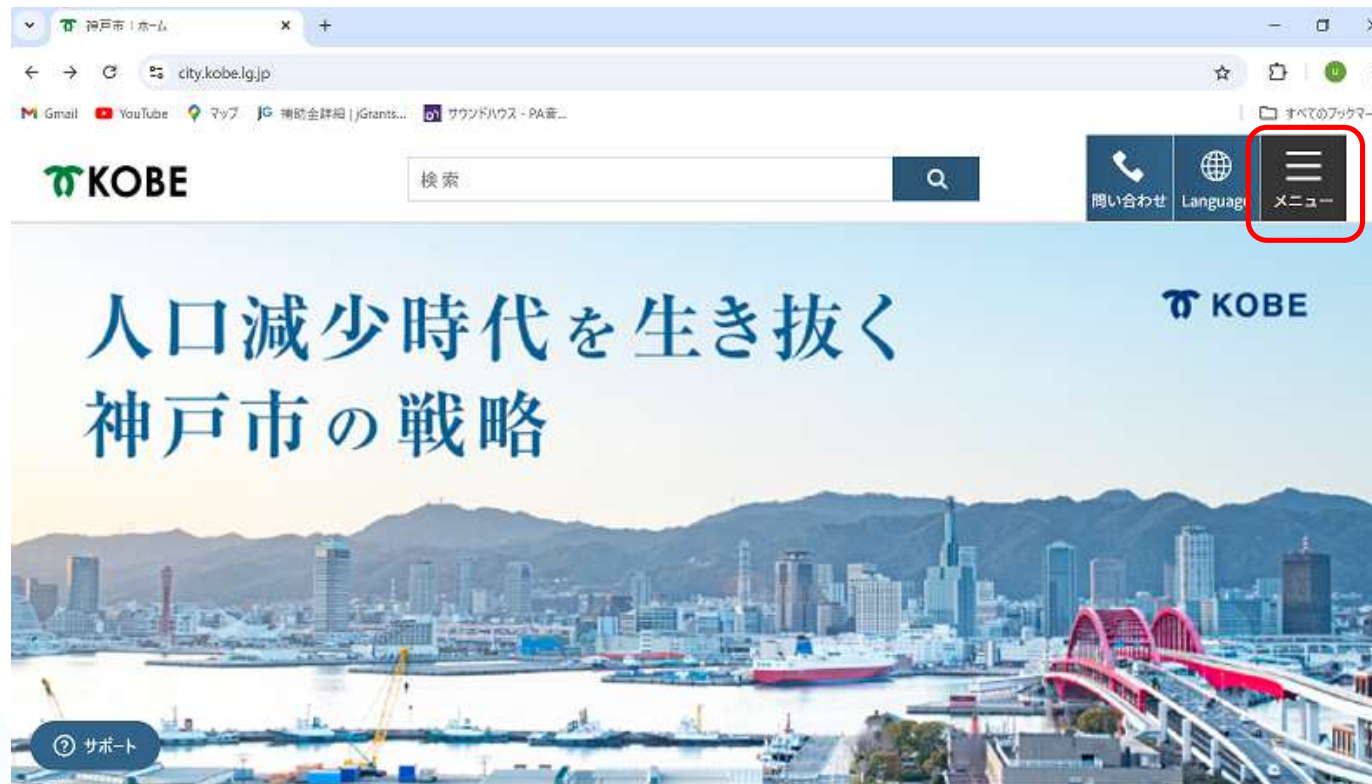 神戸市：ホーム
city.kobe.lg.jp
Gmail YouTube マップ 補助金詳細 | jGrants... サウンドハウス - PA音... すべてのブックマー
KOBE 検索 問い合わせ Language メニュー
人口減少時代を生き抜く
KOBE
神戸市の戦略
サポート